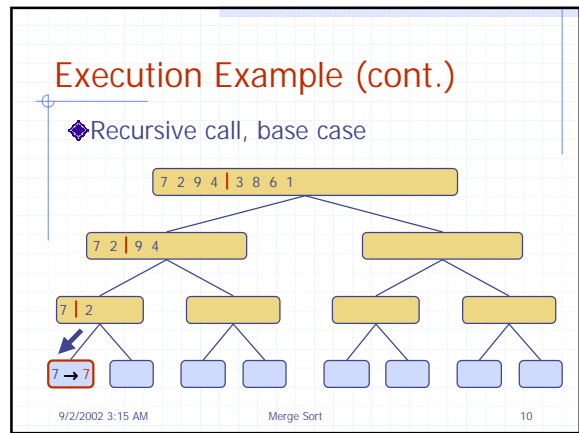 Execution Example (cont.)
Recursive call, base case
7 2 9 4 | 3 8 6 1
7 2 | 9 4
7 | 2
7 → 7
9/2/2002 3:15 AM Merge Sort 10